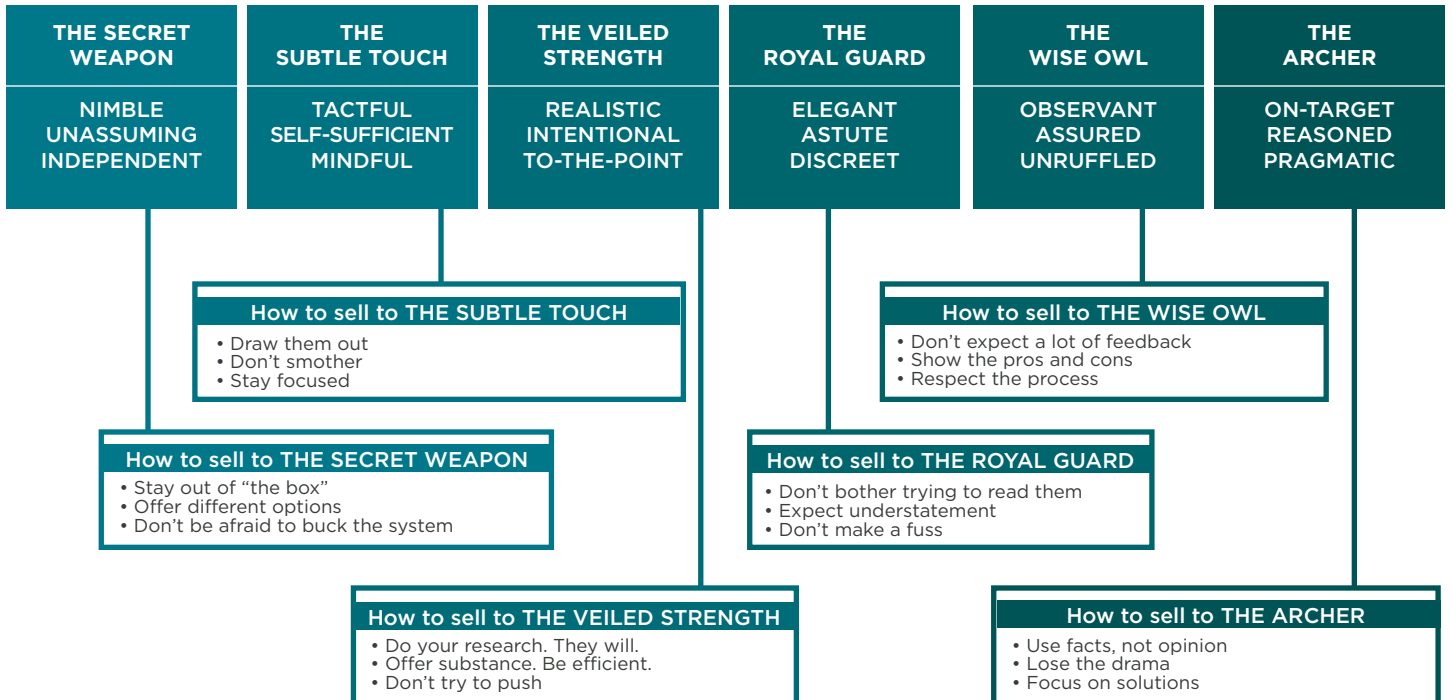 THE SECRET
WEAPON
NIMBLE
UNASSUMING
INDEPENDENT
THE
SUBTLE TOUCH
TACTFUL
SELF-SUFFICIENT
MINDFUL
THE VEILED
STRENGTH
REALISTIC
INTENTIONAL
TO-THE-POINT
THE
ROYAL GUARD
ELEGANT
ASTUTE
DISCREET
THE
WISE OWL
OBSERVANT
ASSURED
UNRUFFLED
THE
ARCHER
ON-TARGET
REASONED
PRAGMATIC
How to sell to THE SUBTLE TOUCH
• Draw them out
• Don’t smother
• Stay focused
How to sell to THE WISE OWL
• Don’t expect a lot of feedback
• Show the pros and cons
• Respect the process
How to sell to THE SECRET WEAPON
• Stay out of “the box”
• Offer different options
• Don’t be afraid to buck the system
How to sell to THE ROYAL GUARD
• Don’t bother trying to read them
• Expect understatement
• Don’t make a fuss
How to sell to THE VEILED STRENGTH
• Do your research. They will.
• Offer substance. Be efficient.
• Don’t try to push
How to sell to THE ARCHER
• Use facts, not opinion
• Lose the drama
• Focus on solutions